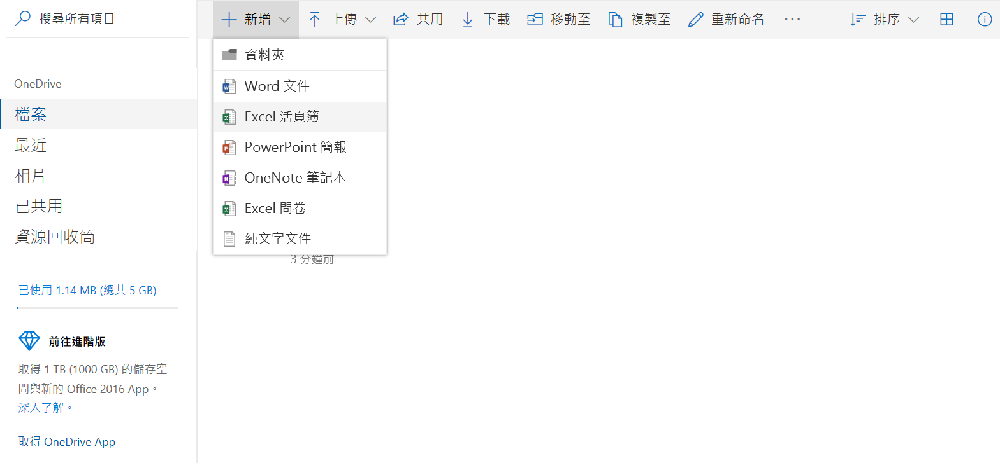 搜尋所有項目
新增
上傳
共用
下載
移動至
複製至
重新命名
排序
OneDrive
檔案
最近
相片
已共用
資源回收筒
已使用 1.14 MB (總共 5 GB)
前往進階版
取得 1 TB (1000 GB) 的儲存空
間與新的 Office 2016 App。
深入了解。
取得 OneDrive App
資料夾
Word 文件
Excel 活頁簿
PowerPoint 簡報
OneNote 筆記本
Excel 問卷
純文字文件
3 分鐘前